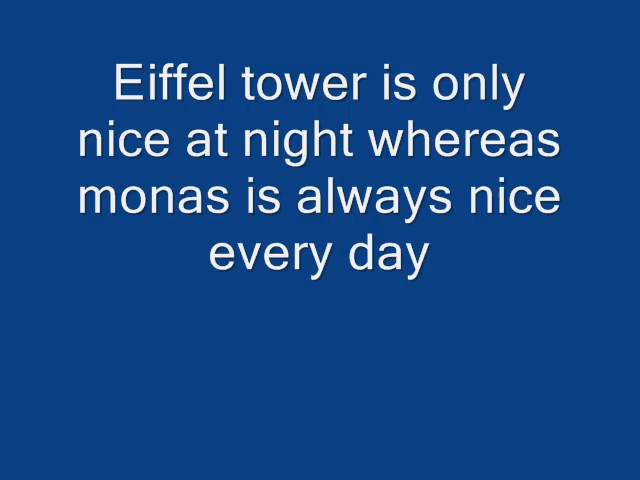 Eiffel tower is only
nice at night whereas
monas is always nice
every day